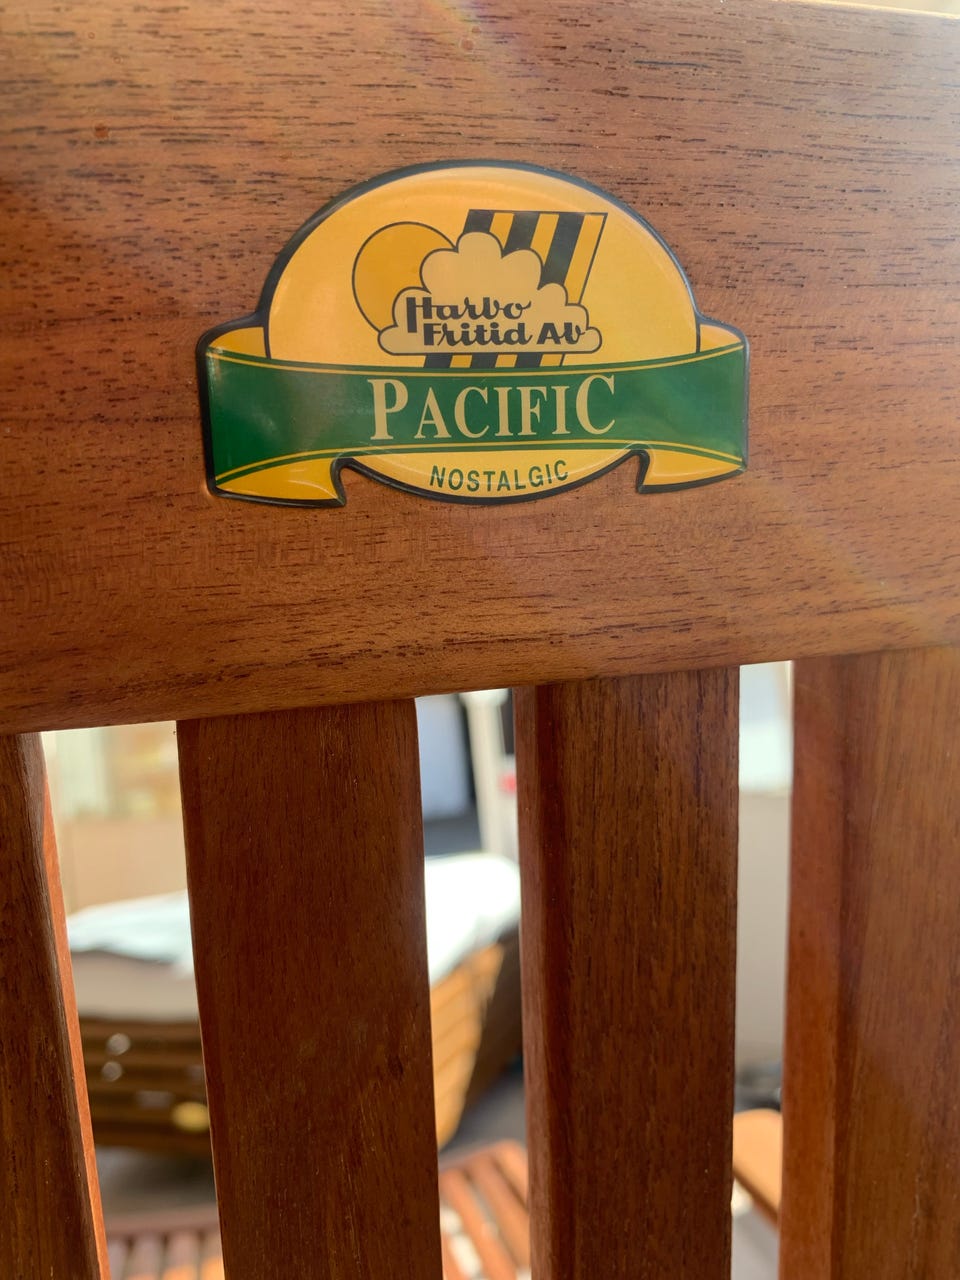 Harbo
Fritid AB
PACIFIC
NOSTALGIC